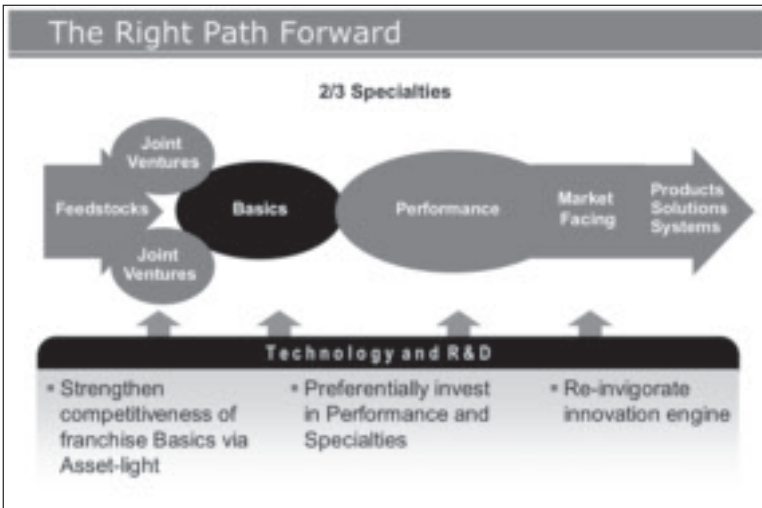 The Right Path Forward
2/3 Specialties
Joint
Ventures
Feedstocks
Joint
Ventures
Basics
Performance
Market
Facing
Products
Solutions
Systems
Technology and R&D
▪ Strengthen
competitiveness of
franchise Basics via
Asset-light
▪ Preferentially invest
in Performance and
Specialties
▪ Re-invigorate
innovation engine